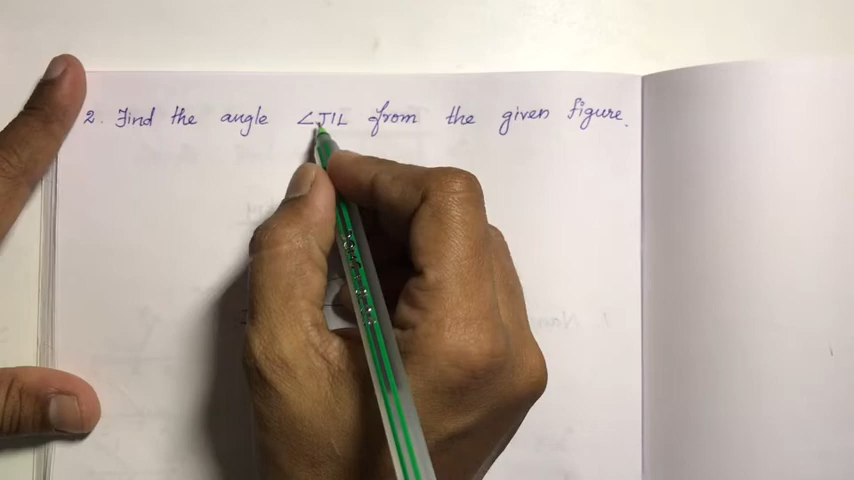 2. Find the angle ∠JIL from the given figure.